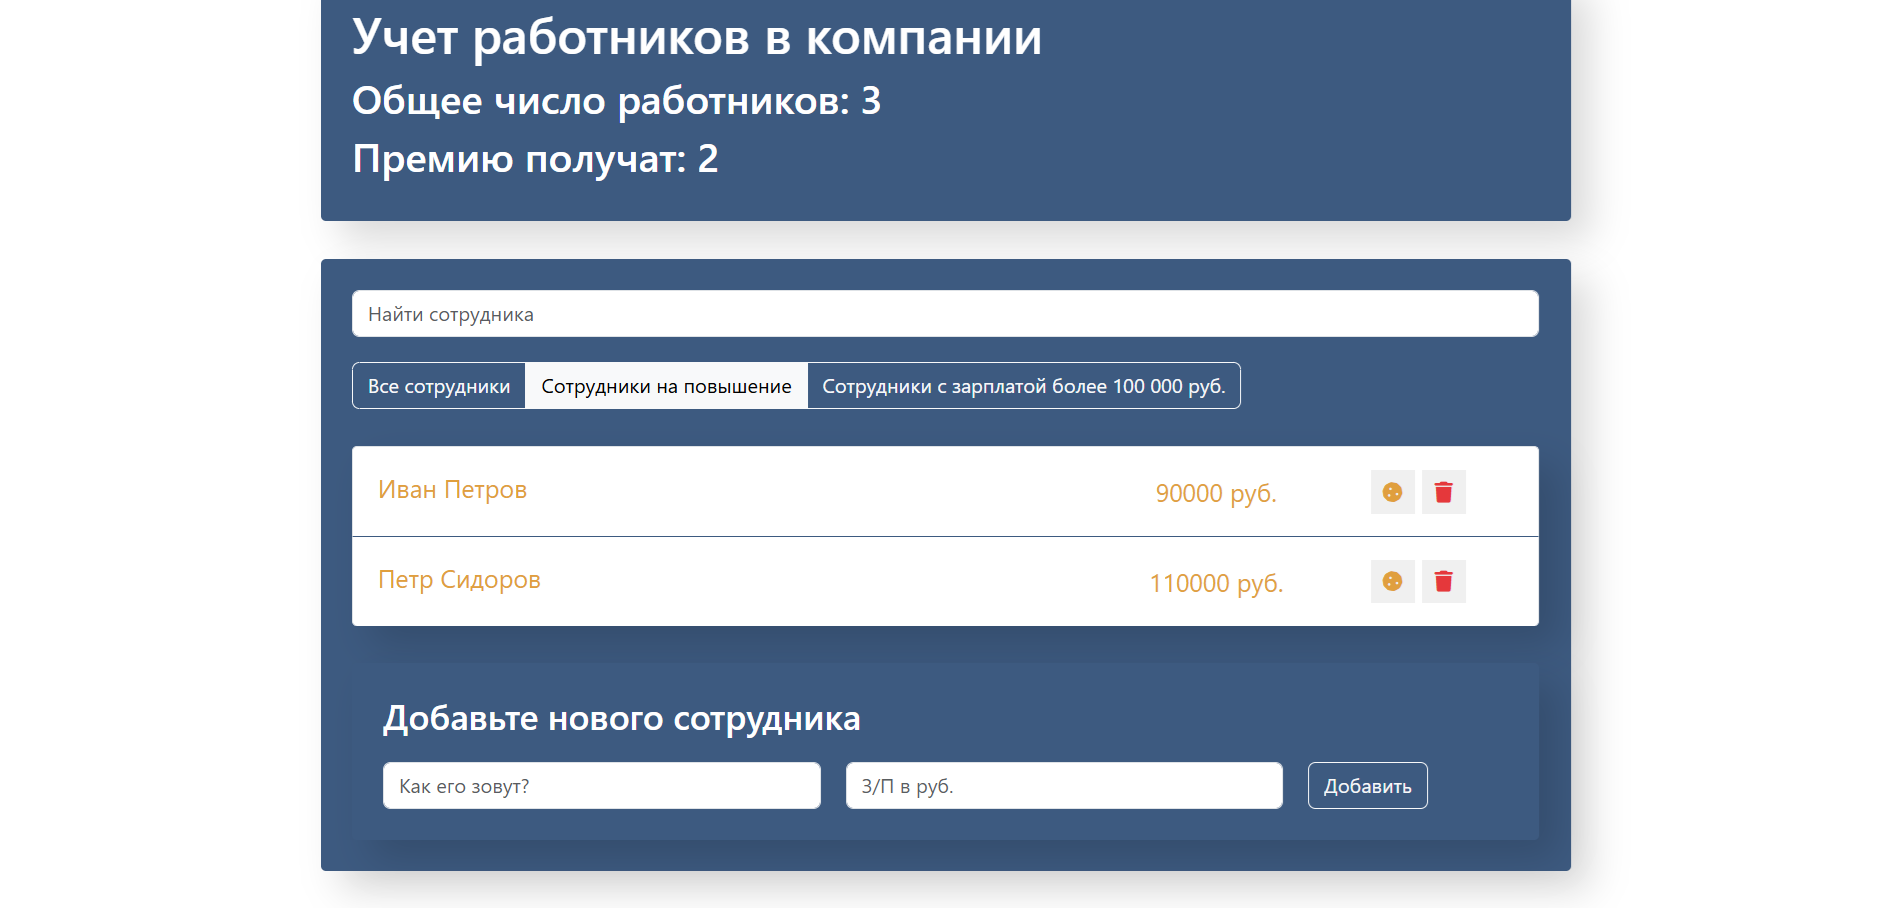 Учет работников в компании
Общее число работников: 3
Премию получат: 2
Найти сотрудника
Все сотрудники Сотрудники на повышение Сотрудники с зарплатой более 100 000 руб.
Иван Петров 90000 руб.
Петр Сидоров 110000 руб.
Добавьте нового сотрудника
Как его зовут? З/П в руб. Добавить